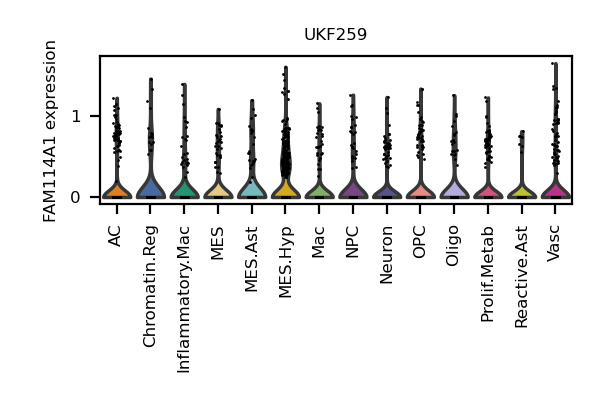 UKF259
FAM114A1 expression
1
0
AC
Chromatin.Reg
Inflammatory.Mac
MES
MES.Ast
MES.Hyp
Mac
NPC
Neuron
OPC
Oligo
Prolif.Metab
Reactive.Ast
Vasc